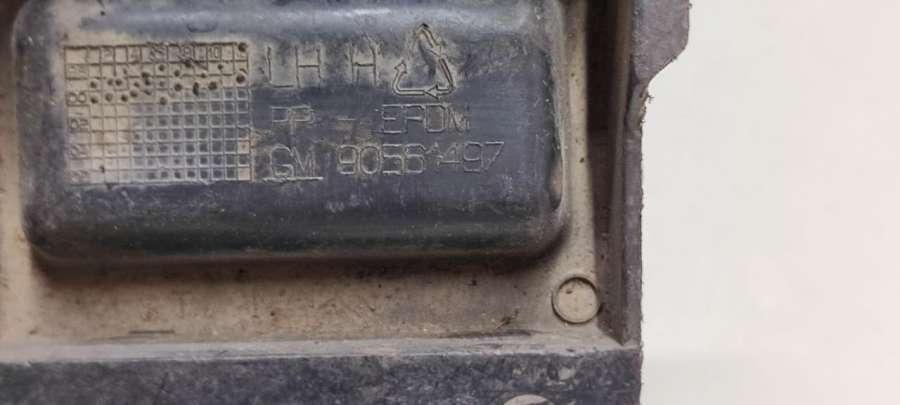 LH H
PP - EPDM
GM 90561497